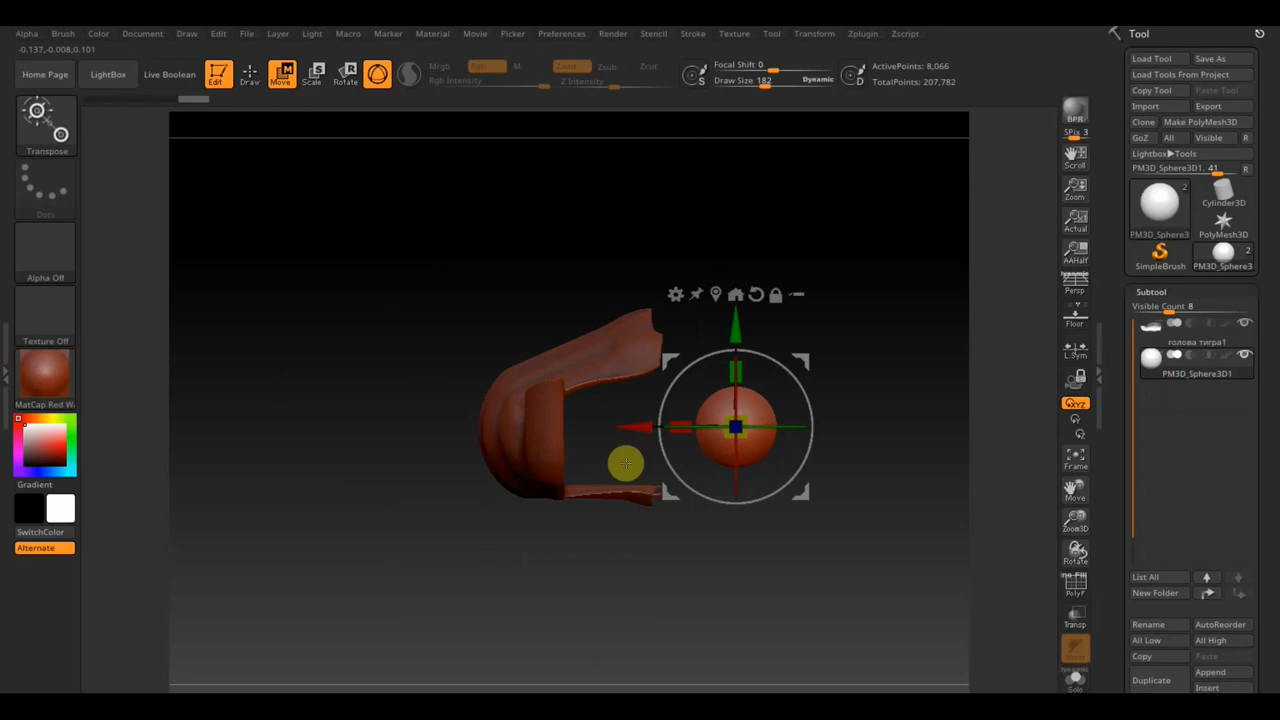 Alpha Brush Color Document Draw Edit File Layer Light Macro Marker Material Movie Picker Preferences Render Stencil Stroke Texture Tool Transform Zplugin Zscript
Tool
-0.137,-0.008,0.101
Home Page LightBox Live Boolean Edit Draw Move Scale Rotate
Mrgb Rgb M Zadd Zsub Zcut
Rgb Intensity Z Intensity
Focal Shift 0
Draw Size 182 Dynamic
S
D
ActivePoints: 8,066
TotalPoints: 207,782
Transpose
Dots
Alpha Off
Texture Off
MatCap Red W
Gradient
SwitchColor
Alternate
BPR
SPix 3
Scroll
Zoom
Actual
AAHalf
Dynamic
Persp
Floor
L.Sym
XYZ
Y
Z
Frame
Move
Zoom3D
Rotate
Line Fill
PolyF
Transp
Dynamic
Solo
Load Tool Save As
Load Tools From Project
Copy Tool Paste Tool
Import Export
Clone Make PolyMesh3D
GoZ All Visible R
Lightbox▶Tools
PM3D_Sphere3D1. 41 R
2
PM3D_Sphere3
Cylinder3D
PolyMesh3D
SimpleBrush
2
PM3D_Sphere3
Subtool
Visible Count 8
голова тигра1
PM3D_Sphere3D1
List All
New Folder
Rename AutoReorder
All Low All High
Copy Paste
Duplicate Append
Insert